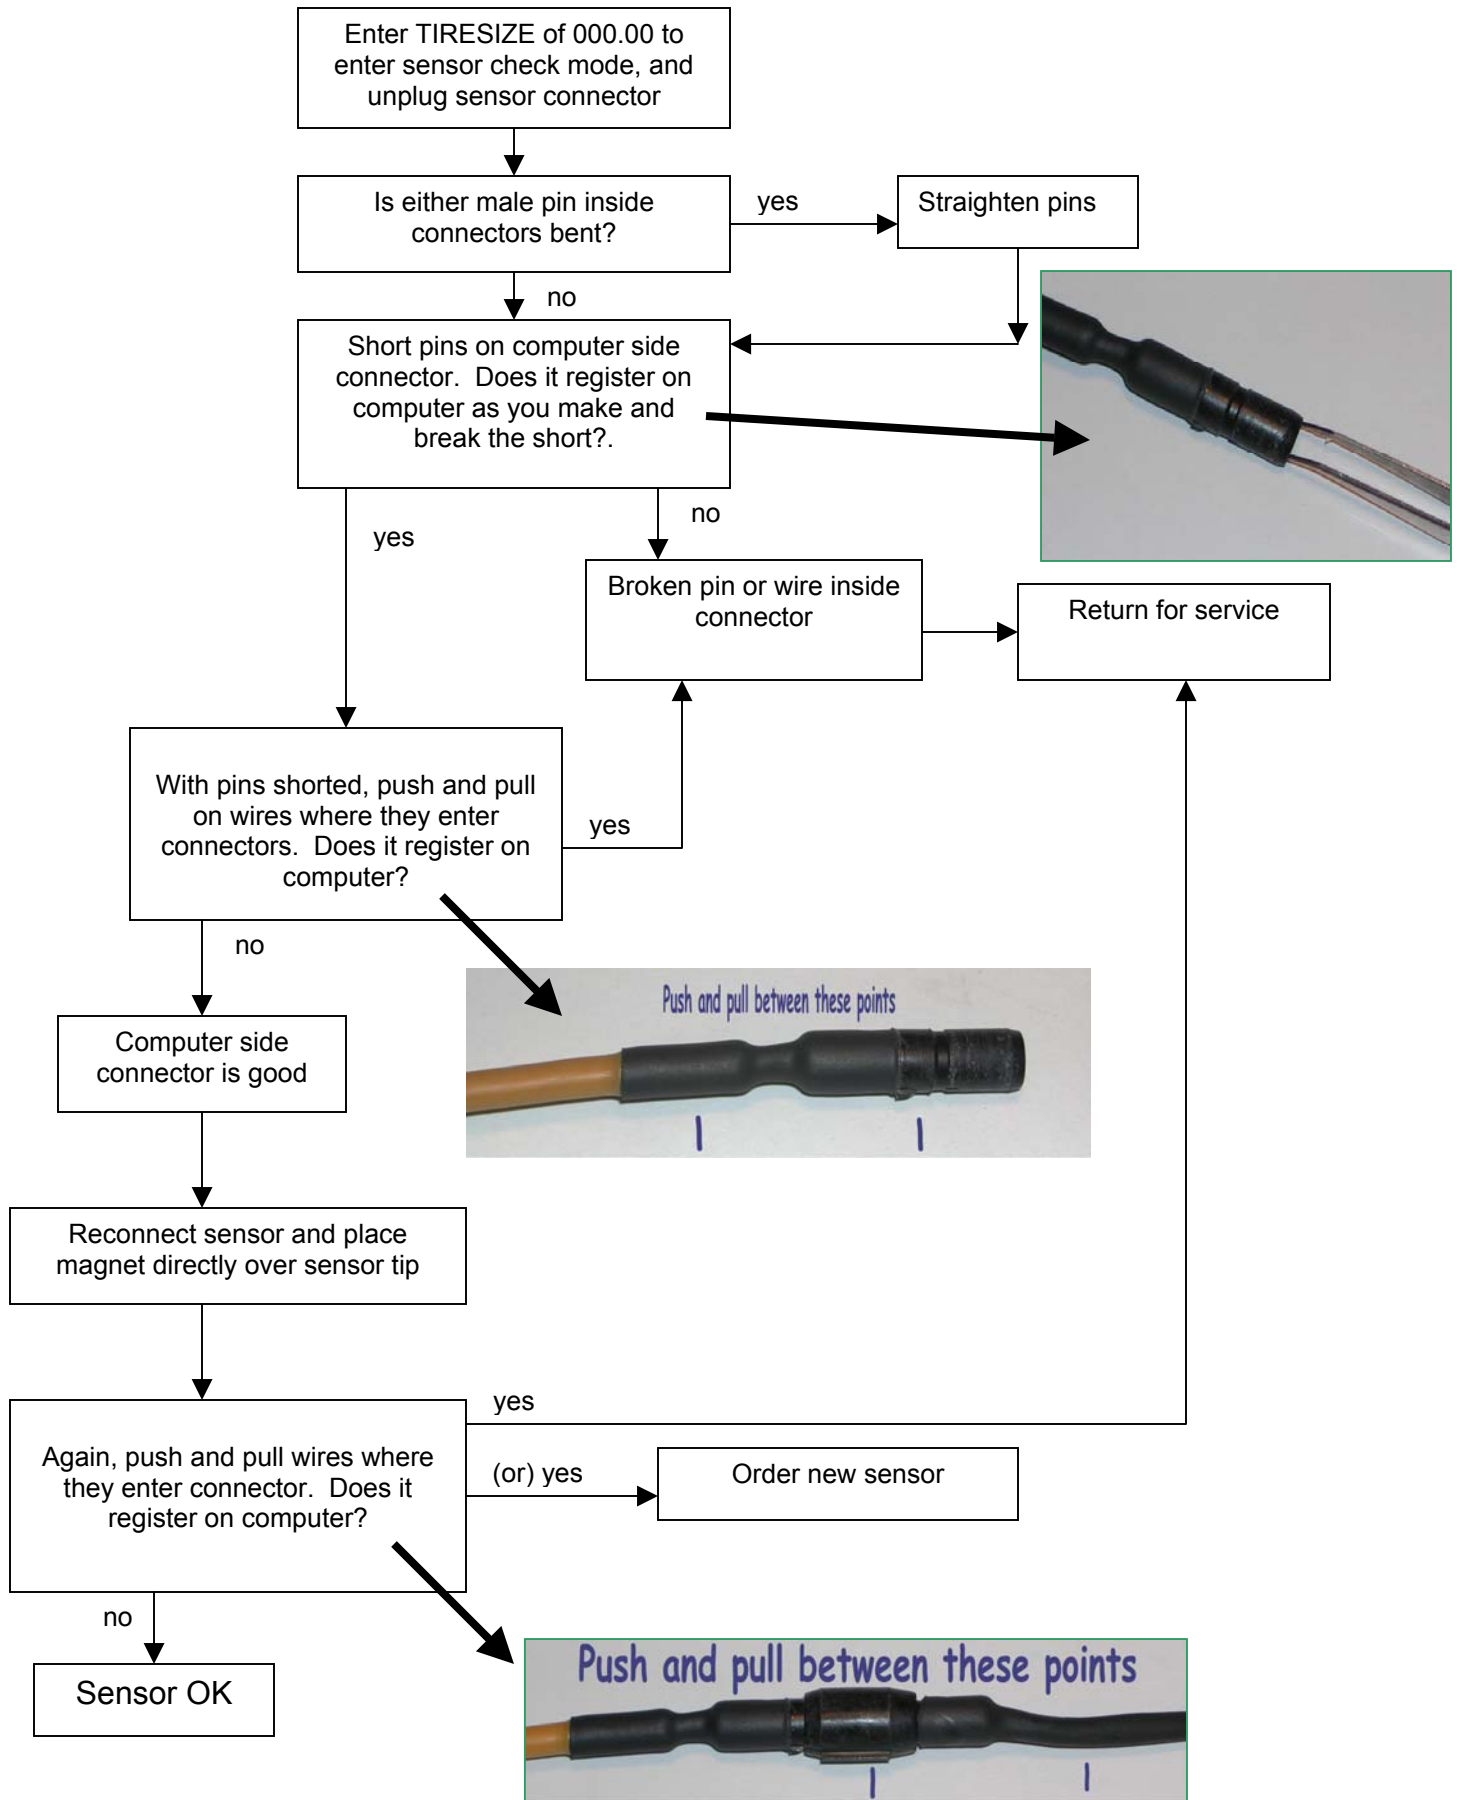 Enter TIRESIZE of 000.00 to
enter sensor check mode, and
unplug sensor connector
Is either male pin inside
connectors bent?
yes
Straighten pins
no
Short pins on computer side
connector.  Does it register on
computer as you make and
break the short?.
yes
no
Broken pin or wire inside
connector
Return for service
With pins shorted, push and pull
on wires where they enter
connectors.  Does it register on
computer?
yes
no
Push and pull between these points
Computer side
connector is good
Reconnect sensor and place
magnet directly over sensor tip
Again, push and pull wires where
they enter connector.  Does it
register on computer?
yes
(or) yes
Order new sensor
no
Sensor OK
Push and pull between these points